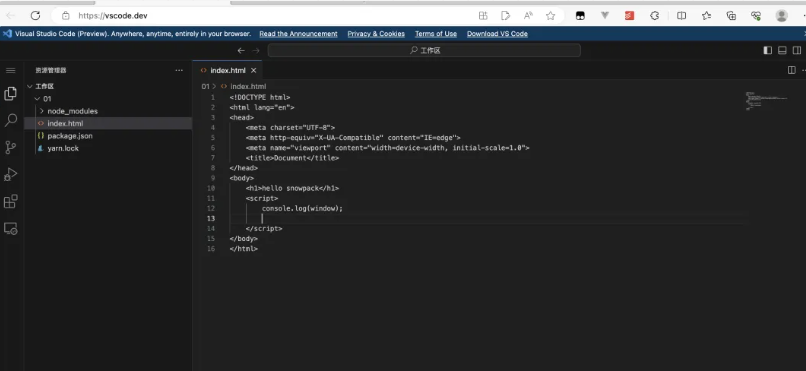 https://vscode.dev
Visual Studio Code (Preview). Anywhere, anytime, entirely in your browser. Read the Announcement Privacy & Cookies Terms of Use Download VS Code
工作区
资源管理器
index.html
工作区
01
node_modules
index.html
package.json
yarn.lock
01 > index.html
1 <!DOCTYPE html>
2 <html lang="en">
3 <head>
4 <meta charset="UTF-8">
5 <meta http-equiv="X-UA-Compatible" content="IE=edge">
6 <meta name="viewport" content="width=device-width, initial-scale=1.0">
7 <title>Document</title>
8 </head>
9 <body>
10 <h1>hello snowpack</h1>
11 <script>
12 console.log(window);
13
14 </script>
15 </body>
16 </html>